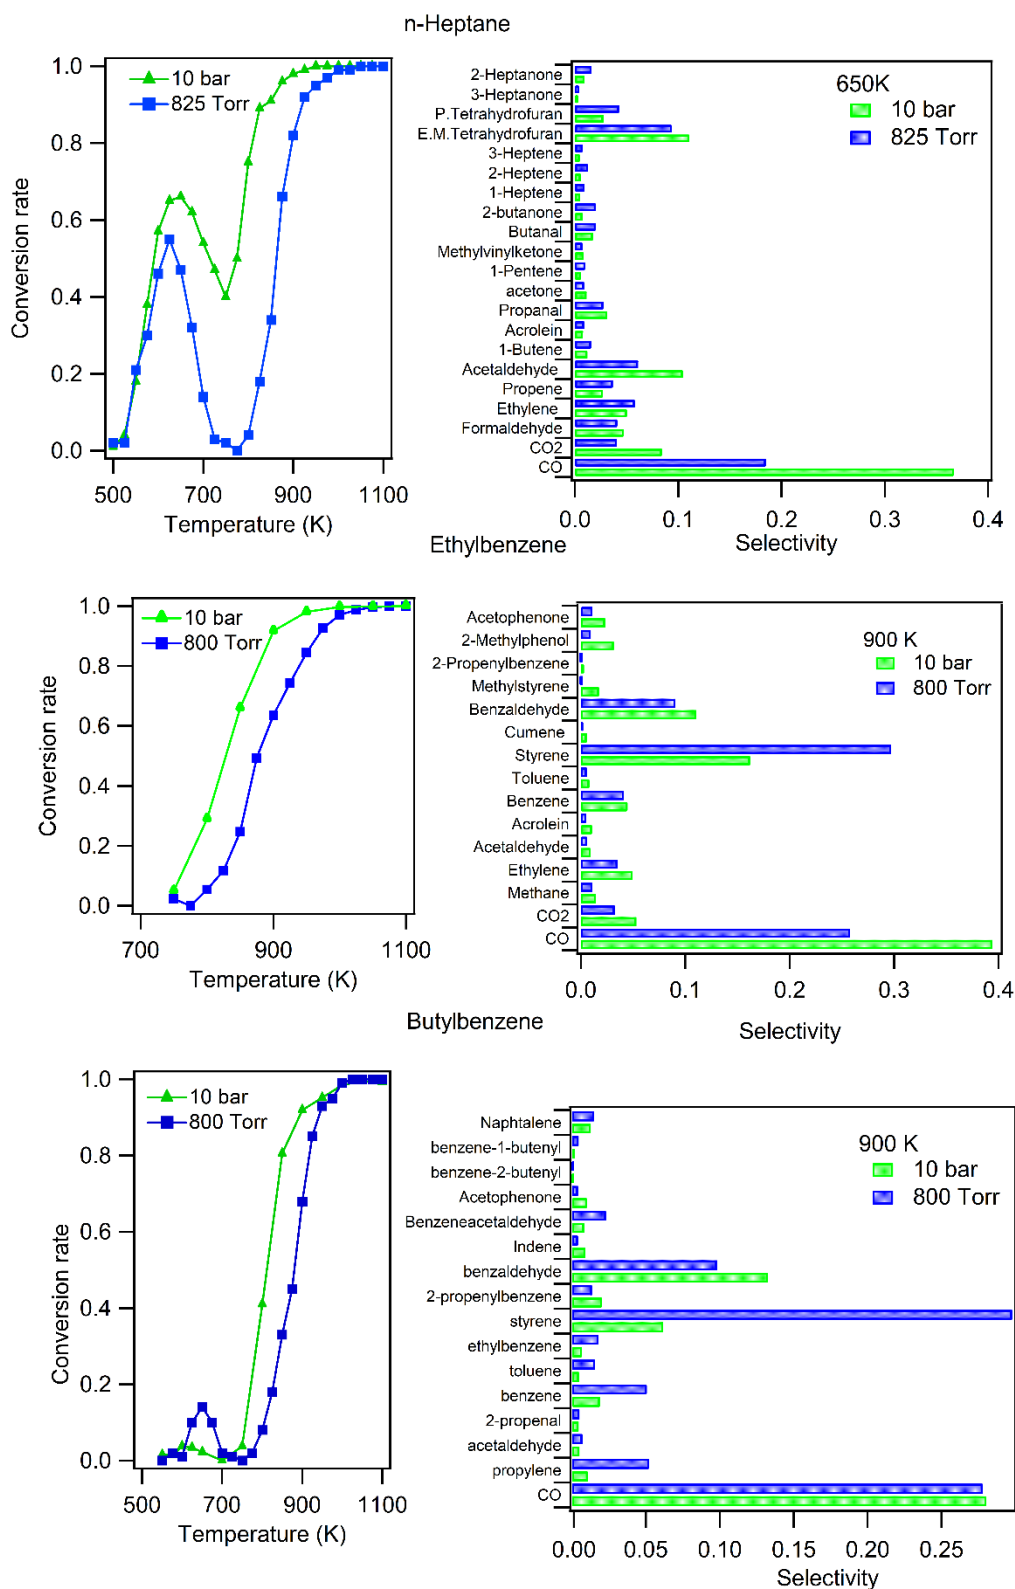 n-Heptane
1.0
0.8
0.6
0.4
0.2
0.0
Conversion rate
10 bar
825 Torr
500
700
900
1100
Temperature (K)
2-Heptanone
3-Heptanone
P.Tetrahydrofuran
E.M.Tetrahydrofuran
3-Heptene
2-Heptene
1-Heptene
2-butanone
Butanal
Methylvinylketone
1-Pentene
acetone
Propanal
Acrolein
1-Butene
Acetaldehyde
Propene
Ethylene
Formaldehyde
CO2
CO
650K
10 bar
825 Torr
0.0
0.1
0.2
0.3
0.4
Selectivity
Ethylbenzene
1.0
0.8
0.6
0.4
0.2
0.0
Conversion rate
10 bar
800 Torr
700
900
1100
Temperature (K)
Acetophenone
2-Methylphenol
2-Propenylbenzene
Methylstyrene
Benzaldehyde
Cumene
Styrene
Toluene
Benzene
Acrolein
Acetaldehyde
Ethylene
Methane
CO2
CO
900 K
10 bar
800 Torr
0.0
0.1
0.2
0.3
0.4
Selectivity
Butylbenzene
1.0
0.8
0.6
0.4
0.2
0.0
Conversion rate
10 bar
800 Torr
500
700
900
1100
Temperature (K)
Naphtalene
benzene-1-butenyl
benzene-2-butenyl
Acetophenone
Benzeneacetaldehyde
Indene
benzaldehyde
2-propenylbenzene
styrene
ethylbenzene
toluene
benzene
2-propenal
acetaldehyde
propylene
CO
900 K
10 bar
800 Torr
0.00
0.05
0.10
0.15
0.20
0.25
Selectivity